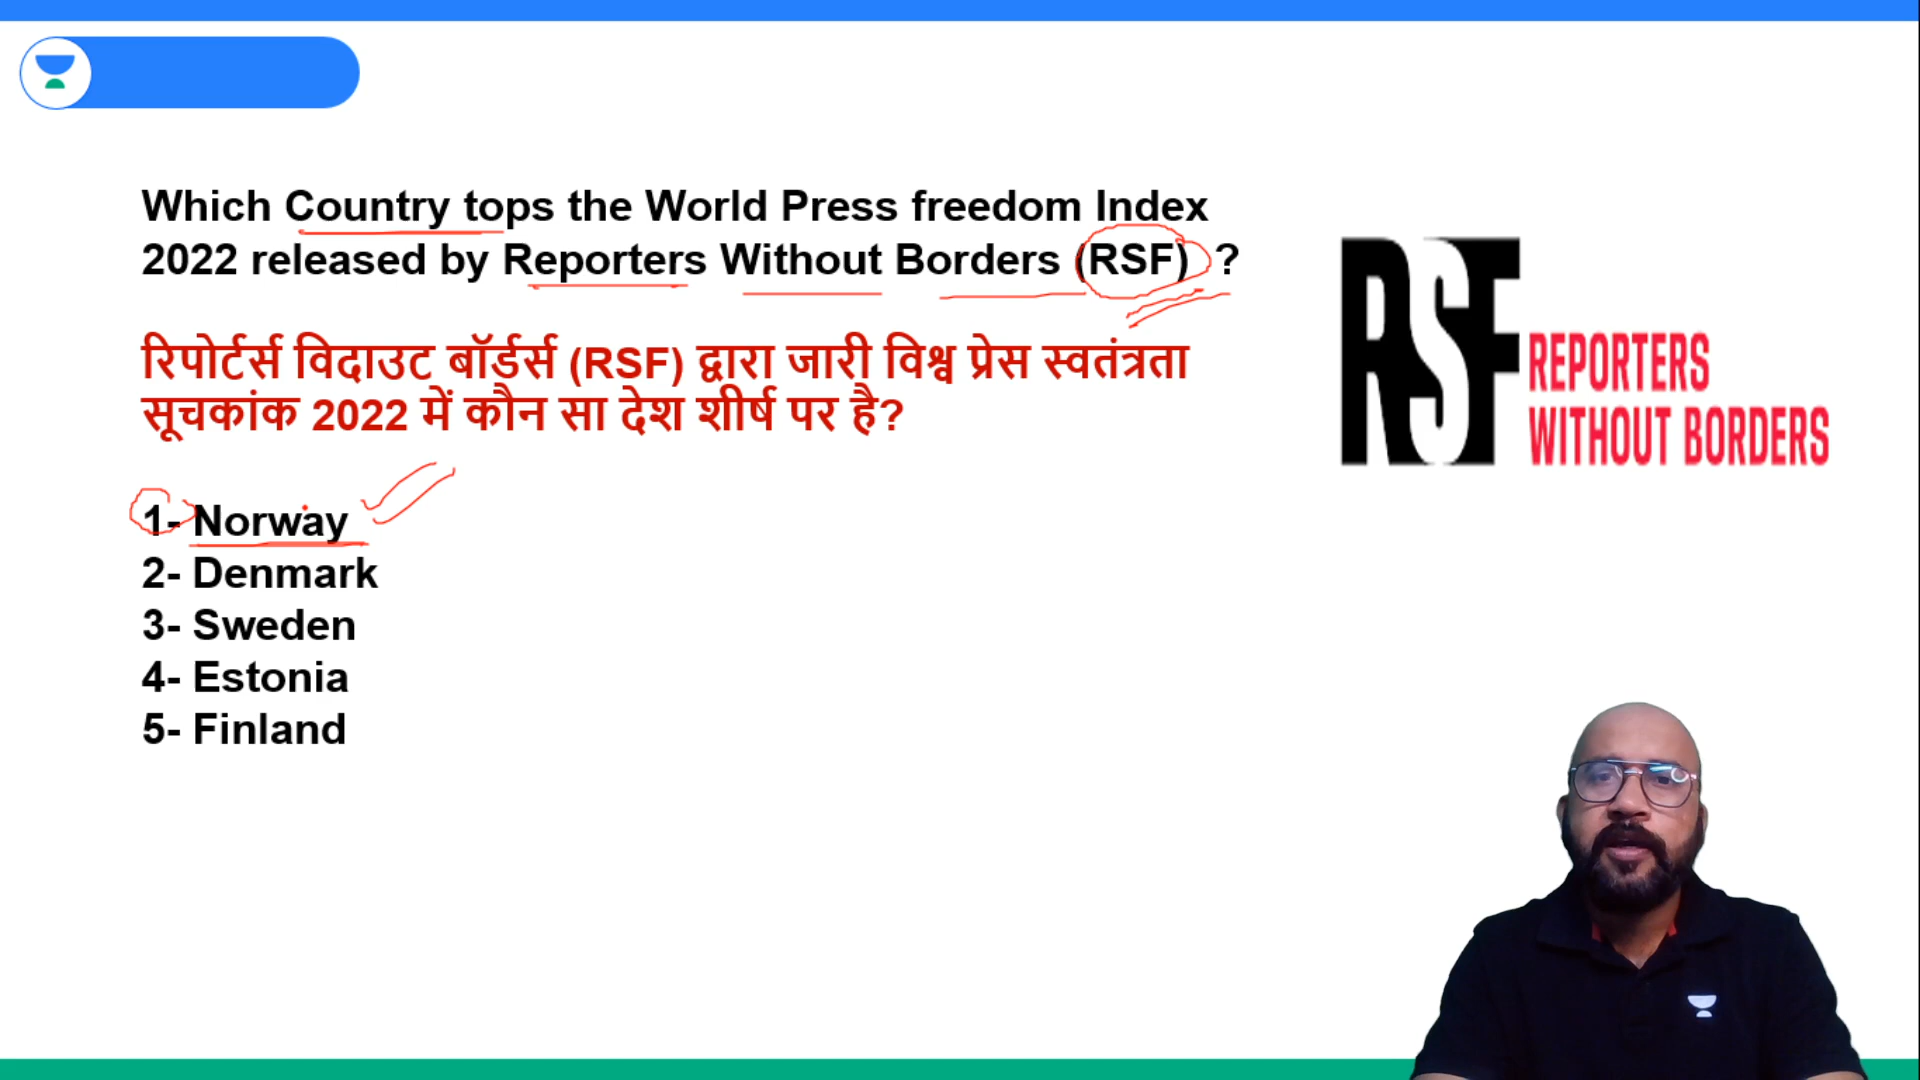 Which Country tops the World Press freedom Index
2022 released by Reporters Without Borders (RSF) ?
रिपोर्टर्स विदाउट बॉर्डर्स (RSF) द्वारा जारी विश्व प्रेस स्वतंत्रता
सूचकांक 2022 में कौन सा देश शीर्ष पर है?
1- Norway
2- Denmark
3- Sweden
4- Estonia
5- Finland
RSF
REPORTERS
WITHOUT BORDERS